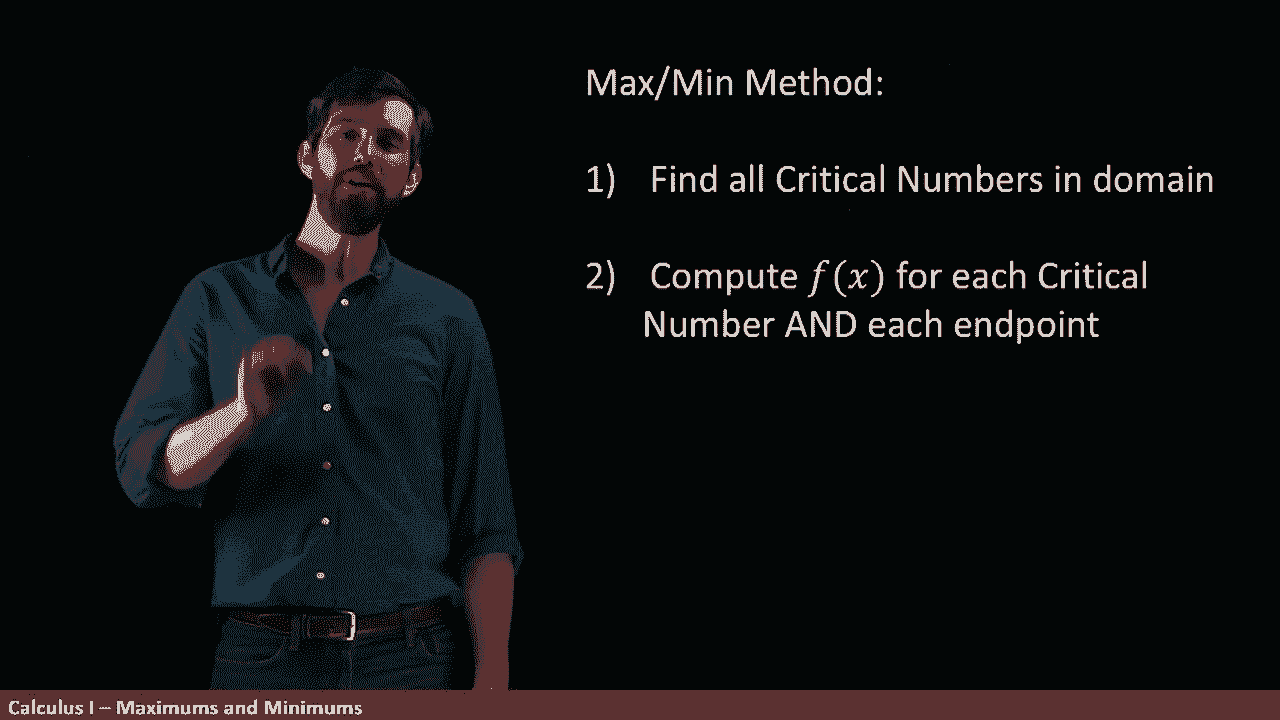 Max/Min Method:
1) Find all Critical Numbers in domain
2) Compute f(x) for each Critical
Number AND each endpoint
Calculus I – Maximums and Minimums